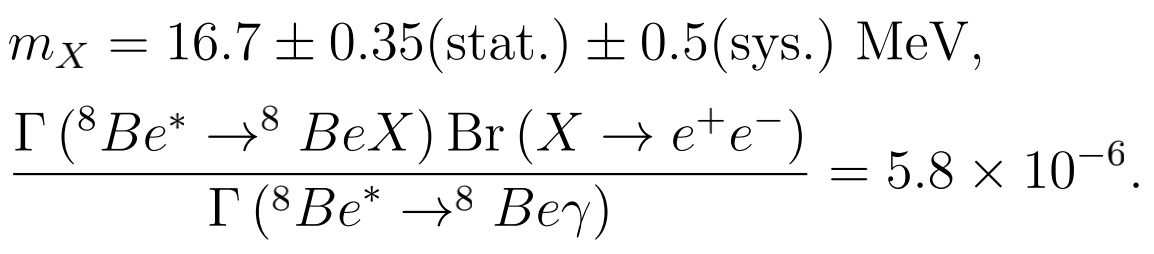 m_X = 16.7 ± 0.35(stat.) ± 0.5(sys.) MeV,
Γ (⁸Be* →⁸ BeX) Br (X → e⁺e⁻)
Γ (⁸Be* →⁸ Beγ) = 5.8 × 10⁻⁶.